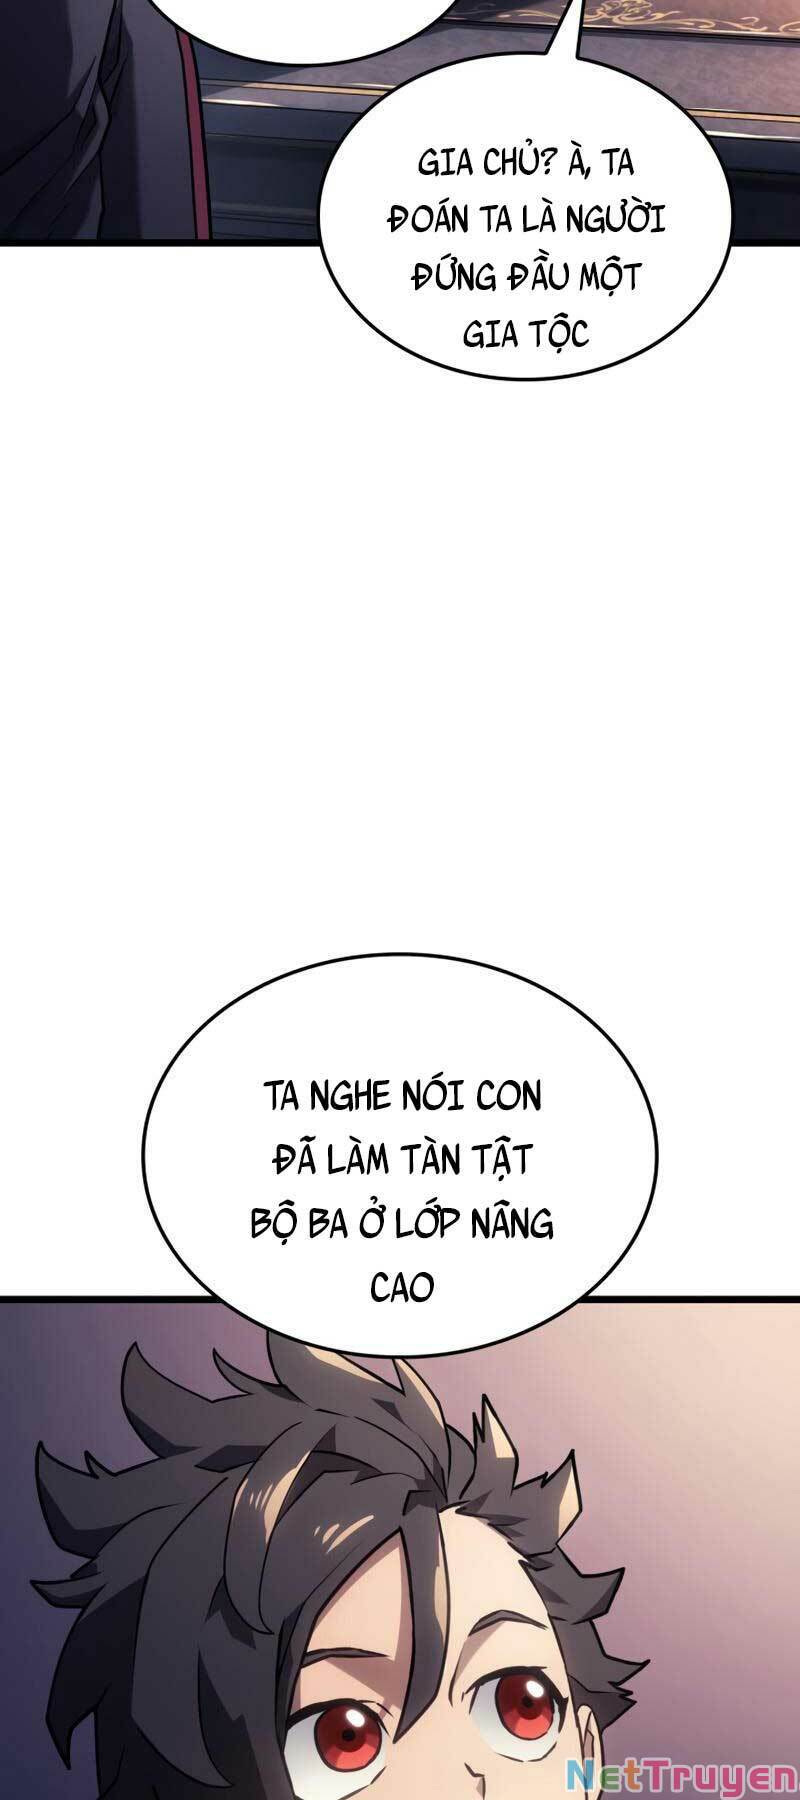 GIA CHỦ? À, TA
ĐOÁN TA LÀ NGƯỜI
ĐỨNG ĐẦU MỘT
GIA TỘC
TA NGHE NÓI CON
ĐÃ LÀM TÀN TẬT
BỘ BA Ở LỚP NÂNG
CAO
NetTruyen